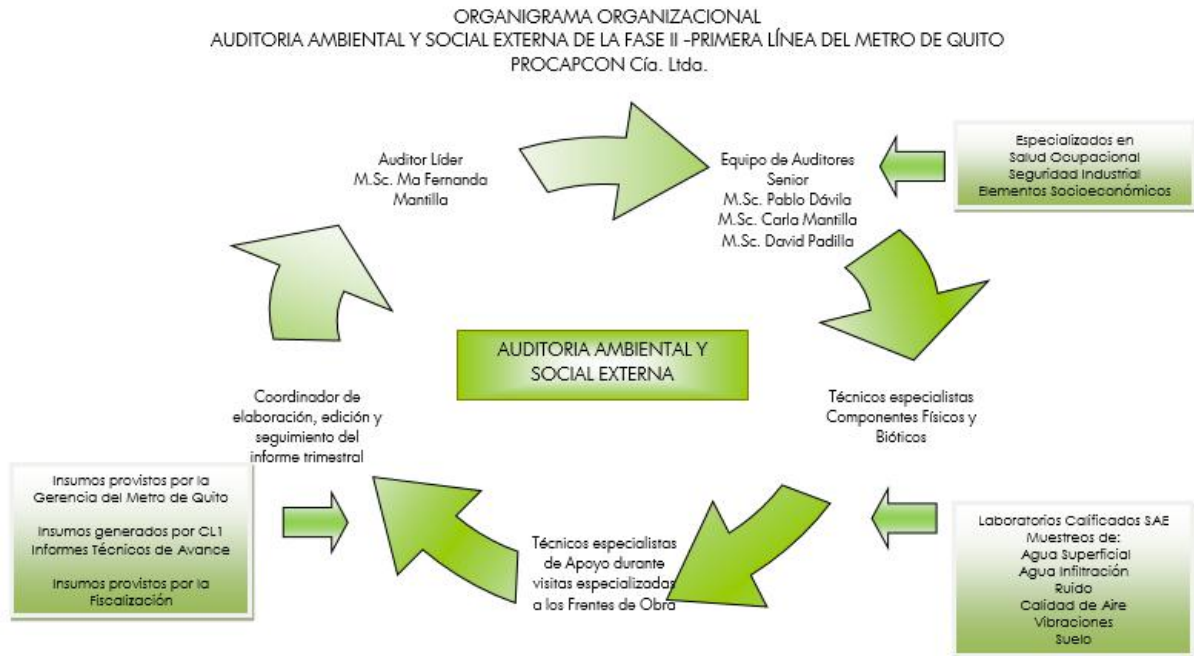 ORGANIGRAMA ORGANIZACIONAL
AUDITORIA AMBIENTAL Y SOCIAL EXTERNA DE LA FASE II -PRIMERA LÍNEA DEL METRO DE QUITO
PROCAPCON Cía. Ltda.
Auditor Líder
M.Sc. Ma Fernanda
Mantilla
Equipo de Auditores
Senior
M.Sc. Pablo Dávila
M.Sc. Carla Mantilla
M.Sc. David Padilla
Especializados en
Salud Ocupacional
Seguridad Industrial
Elementos Socioeconómicos
AUDITORIA AMBIENTAL Y
SOCIAL EXTERNA
Técnicos especialistas
Componentes Físicos y
Bióticos
Laboratorios Calificados SAE
Muestreos de:
Agua Superficial
Agua Infiltración
Ruido
Calidad de Aire
Vibraciones
Suelo
Técnicos especialistas
de Apoyo durante
visitas especializadas
a los Frentes de Obra
Coordinador de
elaboración, edición y
seguimiento del
informe trimestral
Insumos provistos por la
Gerencia del Metro de Quito
Insumos generados por CL1
Informes Técnicos de Avance
Insumos provistos por la
Fiscalización